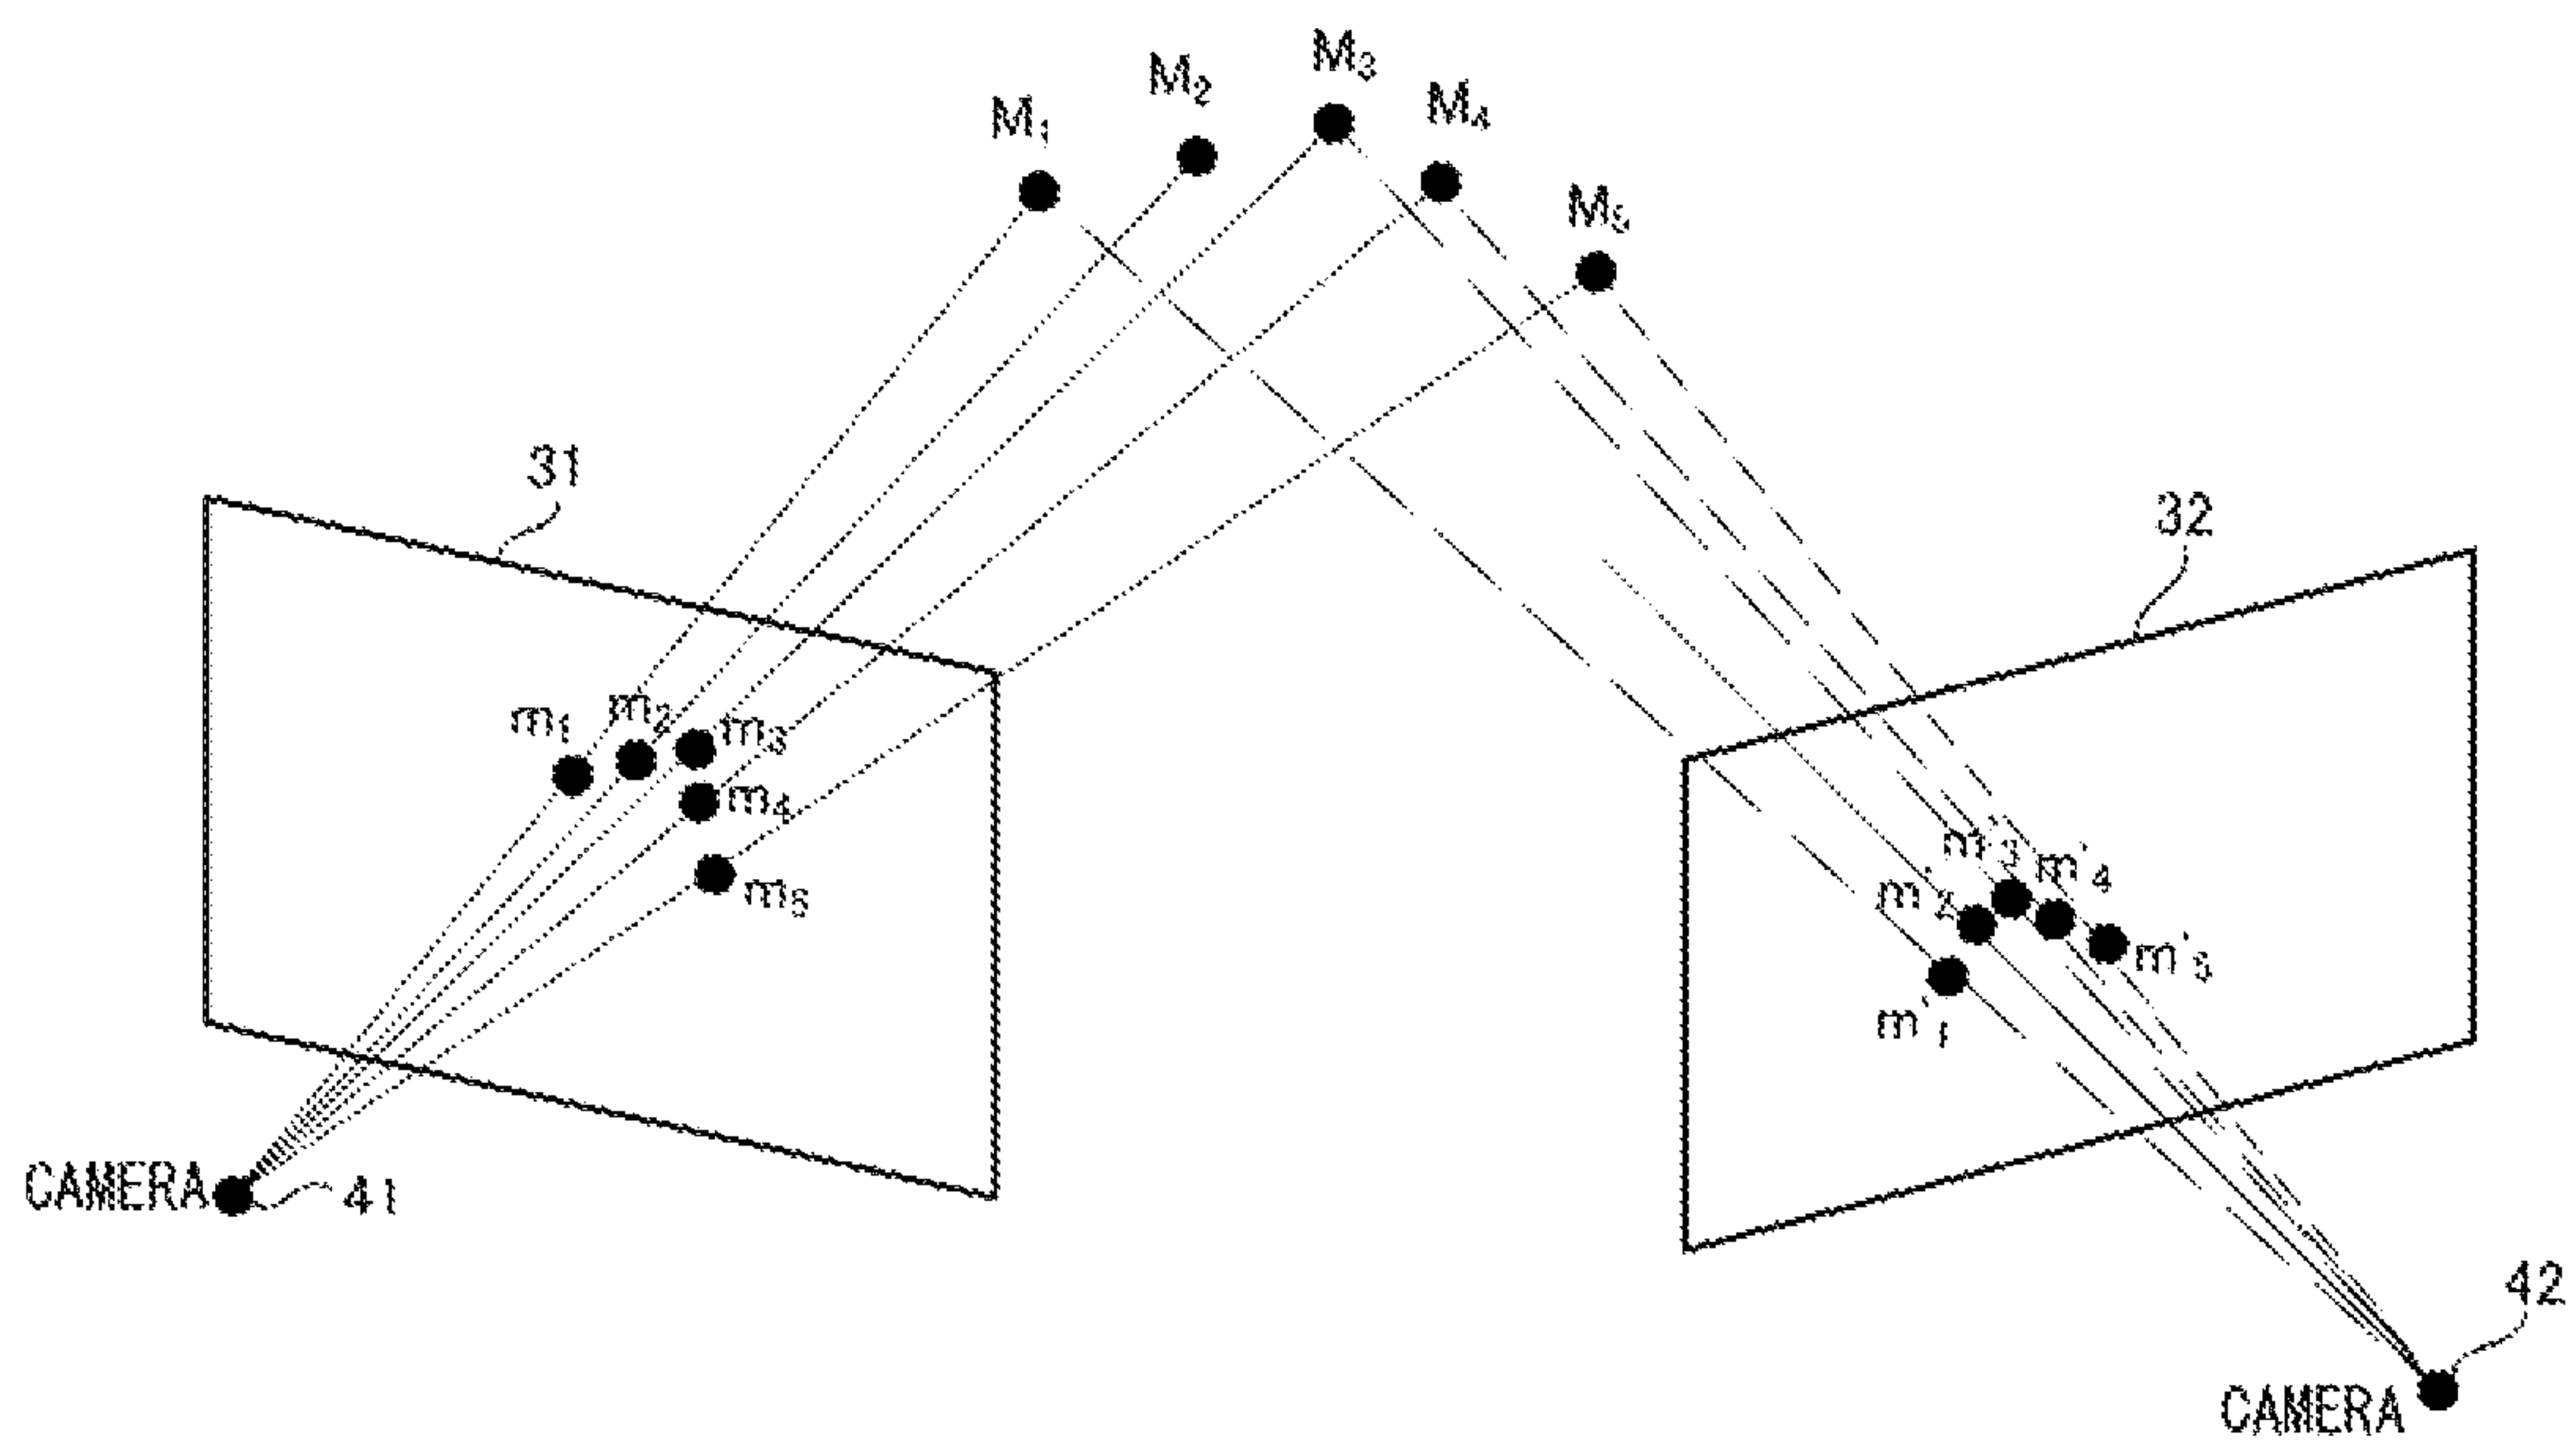 M₁
M₂
M₃
M₄
M₅
31
32
m₁
m₂
m₃
m₄
m₅
m'₁
m'₂
m'₃
m'₄
m'₅
CAMERA
41
42
CAMERA